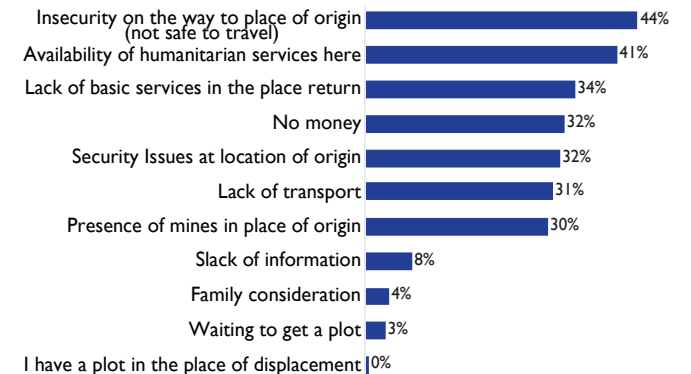 Insecurity on the way to place of origin 44%
(not safe to travel)
Availability of humanitarian services here 41%
Lack of basic services in the place return 34%
No money 32%
Security Issues at location of origin 32%
Lack of transport 31%
Presence of mines in place of origin 30%
Slack of information 8%
Family consideration 4%
Waiting to get a plot 3%
I have a plot in the place of displacement 0%